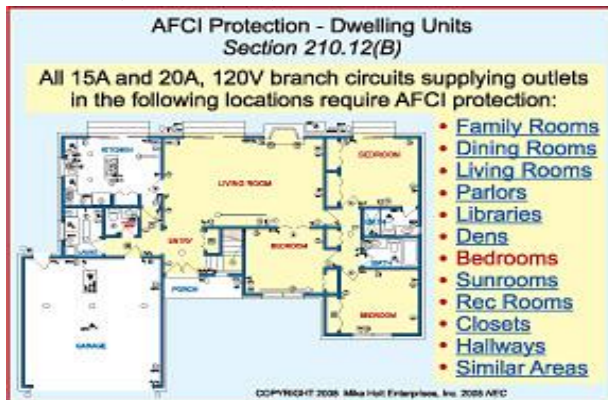 AFCI Protection - Dwelling Units
Section 210.12(B)
All 15A and 20A, 120V branch circuits supplying outlets
in the following locations require AFCI protection:
• Family Rooms
• Dining Rooms
• Living Rooms
• Parlors
• Libraries
• Dens
• Bedrooms
• Sunrooms
• Rec Rooms
• Closets
• Hallways
• Similar Areas
KITCHEN
BEDROOM
LIVING ROOM
ENTRY
BEDROOM
BATH
PORCH
BEDROOM
GARAGE
COPYRIGHT 2008 Mike Holt Enterprises, Inc. 2008 NEC